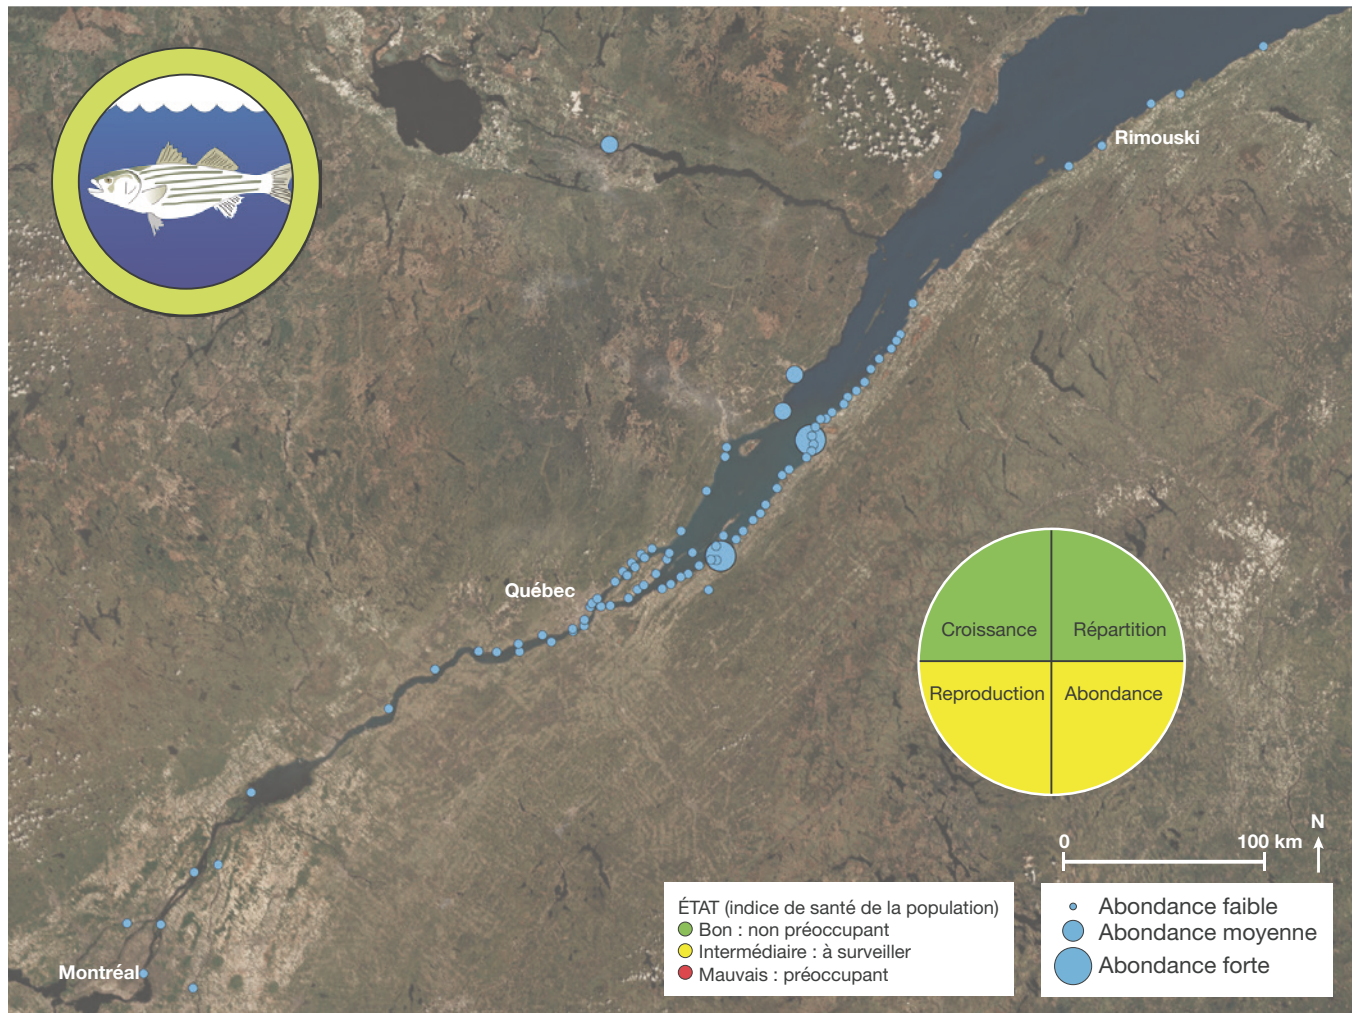 Rimouski
Québec
Croissance
Répartition
Reproduction
Abondance
Montréal
0
100 km
N
ÉTAT (indice de santé de la population)
Bon : non préoccupant
Intermédiaire : à surveiller
Mauvais : préoccupant
Abondance faible
Abondance moyenne
Abondance forte